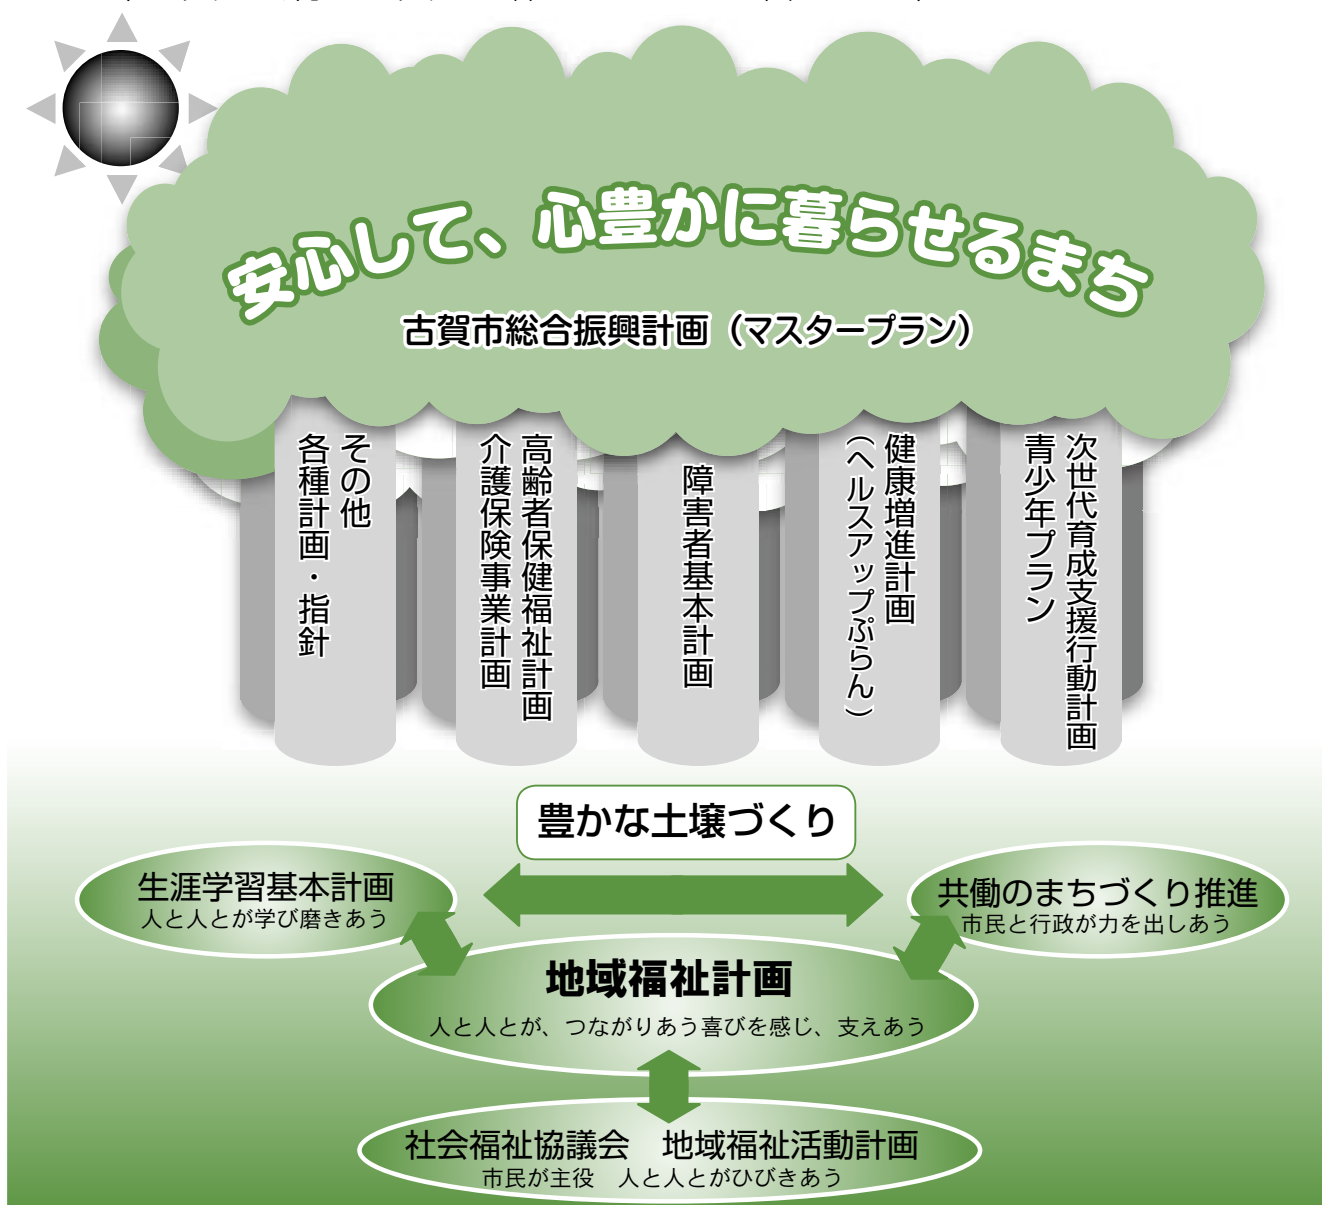 安心して、心豊かに暮らせるまち
古賀市総合振興計画（マスタープラン）
次世代育成支援行動計画
青少年プラン
健康増進計画
（ヘルスアップぷらん）
障害者基本計画
高齢者保健福祉計画
介護保険事業計画
その他
各種計画・指針
豊かな土壌づくり
生涯学習基本計画
人と人とが学び磨きあう
共働のまちづくり推進
市民と行政が力を出しあう
地域福祉計画
人と人とが、つながりあう喜びを感じ、支えあう
社会福祉協議会　地域福祉活動計画
市民が主役　人と人とがひびきあう